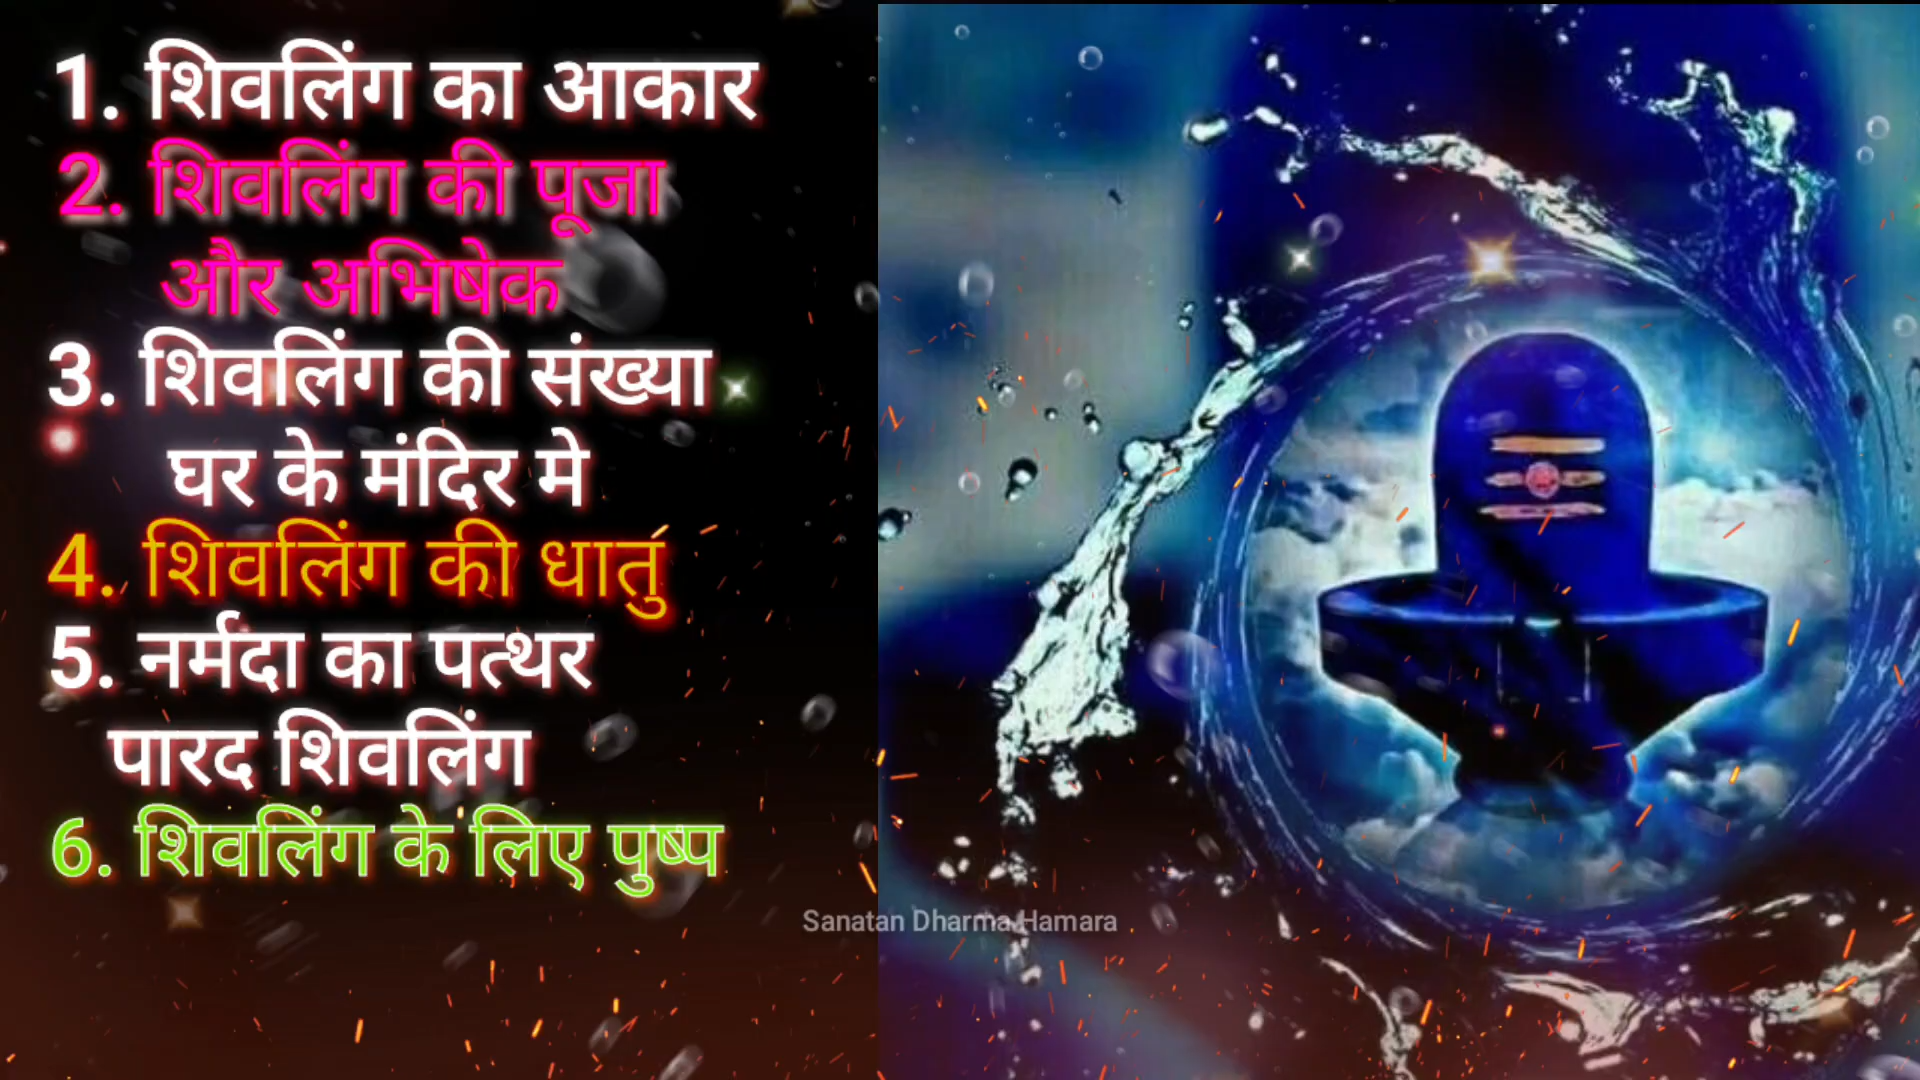 1. शिवलिंग का आकार
2. शिवलिंग की पूजा
और अभिषेक
3. शिवलिंग की संख्या
घर के मंदिर मे
4. शिवलिंग की धातु
5. नर्मदा का पत्थर
पारद शिवलिंग
6. शिवलिंग के लिए पुष्प
Sanatan Dharma Hamara